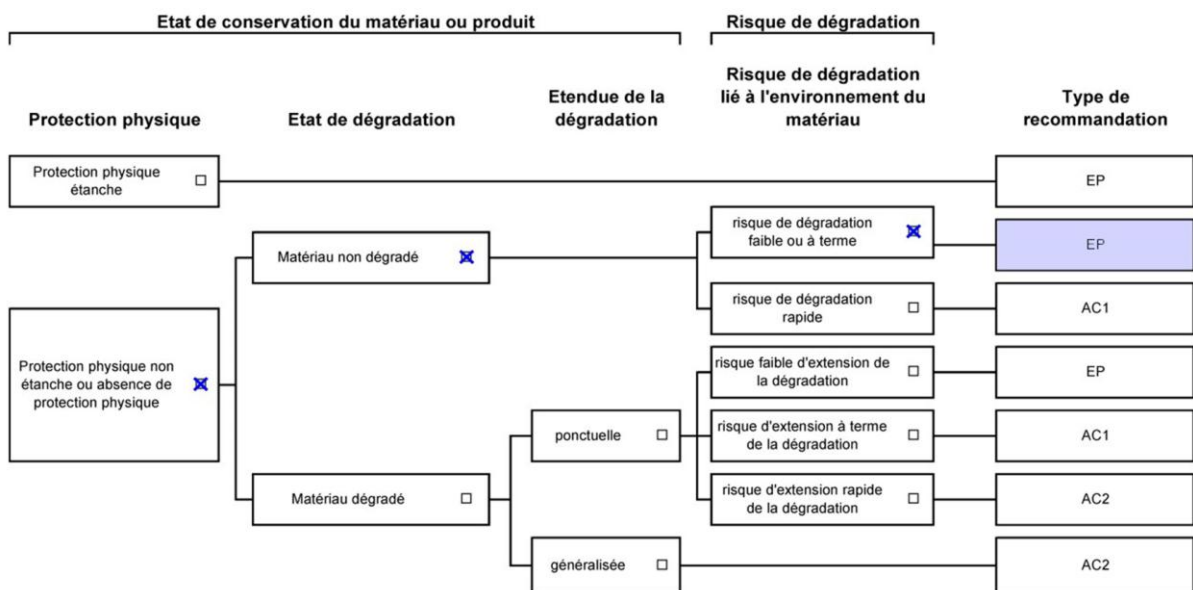 Etat de conservation du matériau ou produit
Risque de dégradation
Protection physique
Etat de dégradation
Etendue de la
dégradation
Risque de dégradation
lié à l'environnement du
matériau
Type de
recommandation
Protection physique
étanche
EP
risque de dégradation
faible ou à terme
EP
Matériau non dégradé
risque de dégradation
rapide
AC1
Protection physique non
étanche ou absence de
protection physique
risque faible d'extension de
la dégradation
EP
ponctuelle
risque d'extension à terme
de la dégradation
AC1
Matériau dégradé
risque d'extension rapide
de la dégradation
AC2
généralisée
AC2